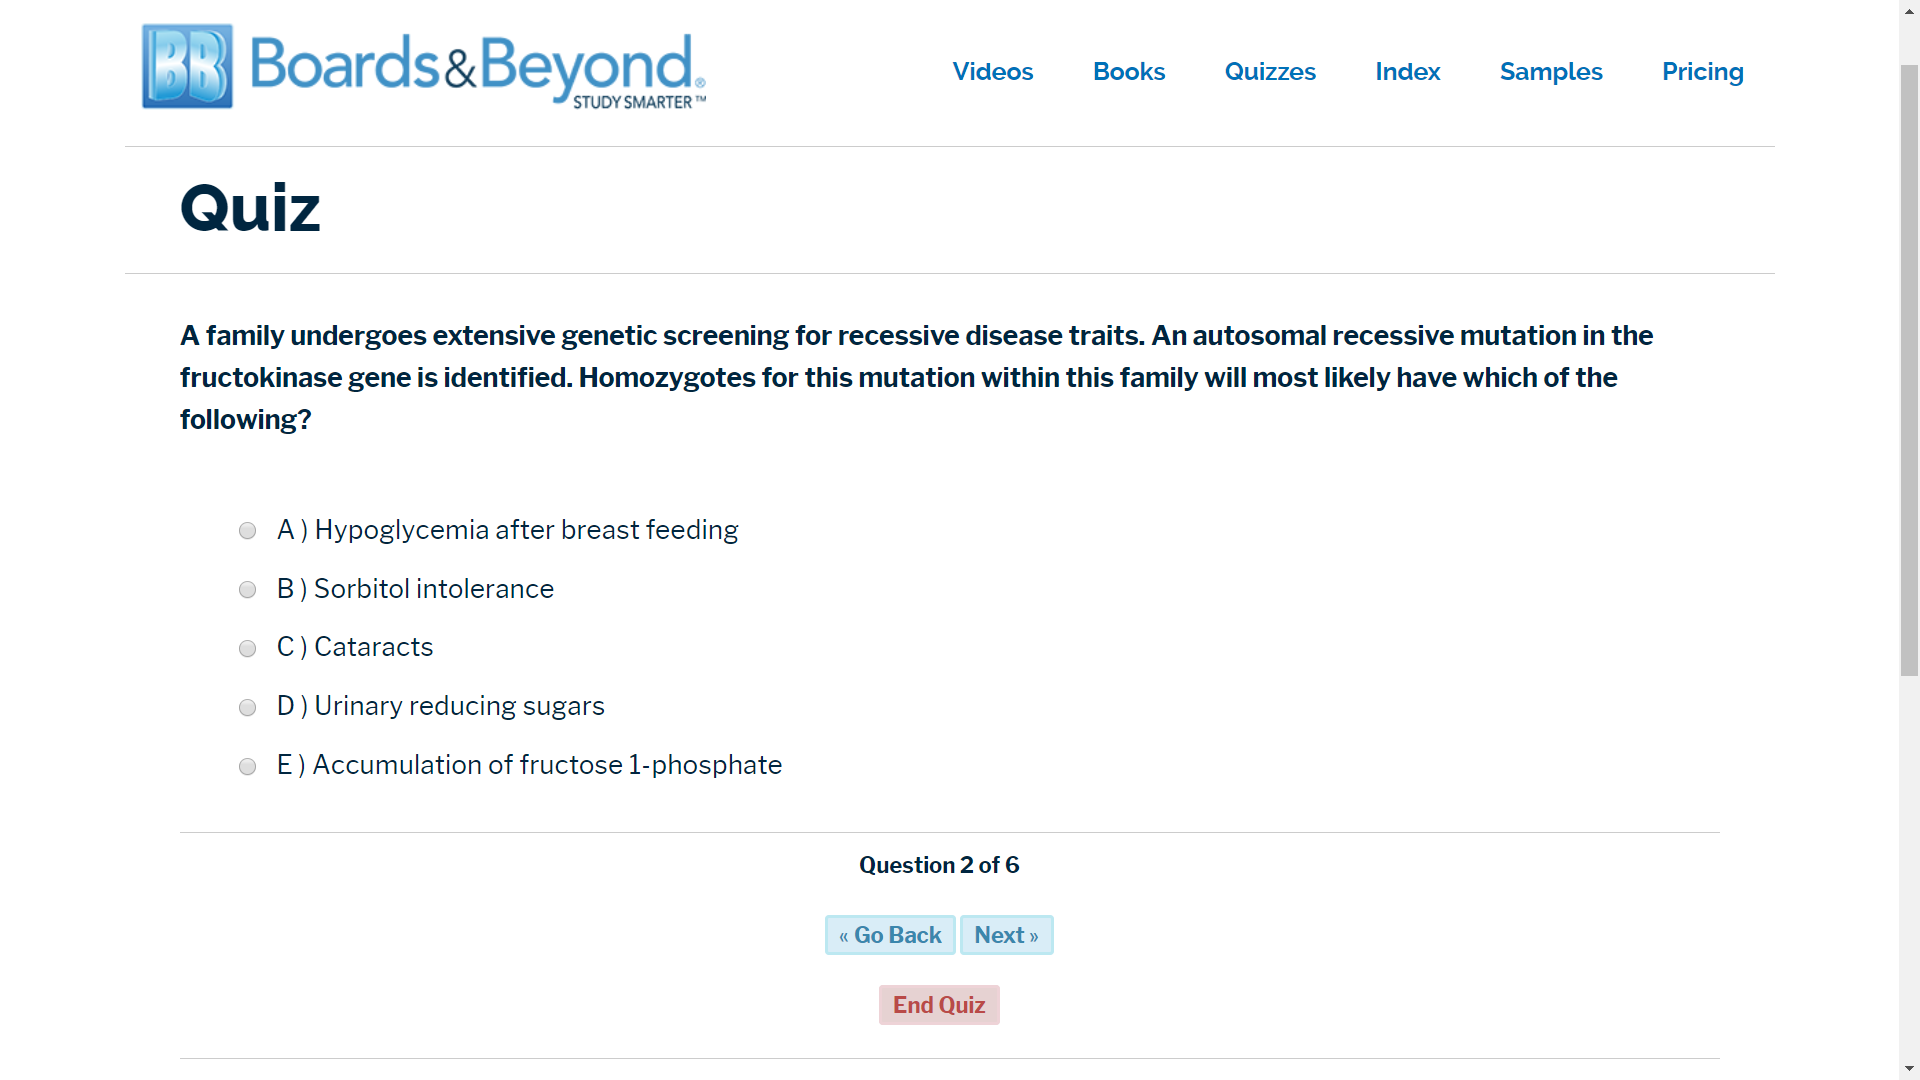 BB Boards&Beyond®
STUDY SMARTER™
Videos Books Quizzes Index Samples Pricing
Quiz
A family undergoes extensive genetic screening for recessive disease traits. An autosomal recessive mutation in the
fructokinase gene is identified. Homozygotes for this mutation within this family will most likely have which of the
following?
A ) Hypoglycemia after breast feeding
B ) Sorbitol intolerance
C ) Cataracts
D ) Urinary reducing sugars
E ) Accumulation of fructose 1-phosphate
Question 2 of 6
« Go Back Next »
End Quiz